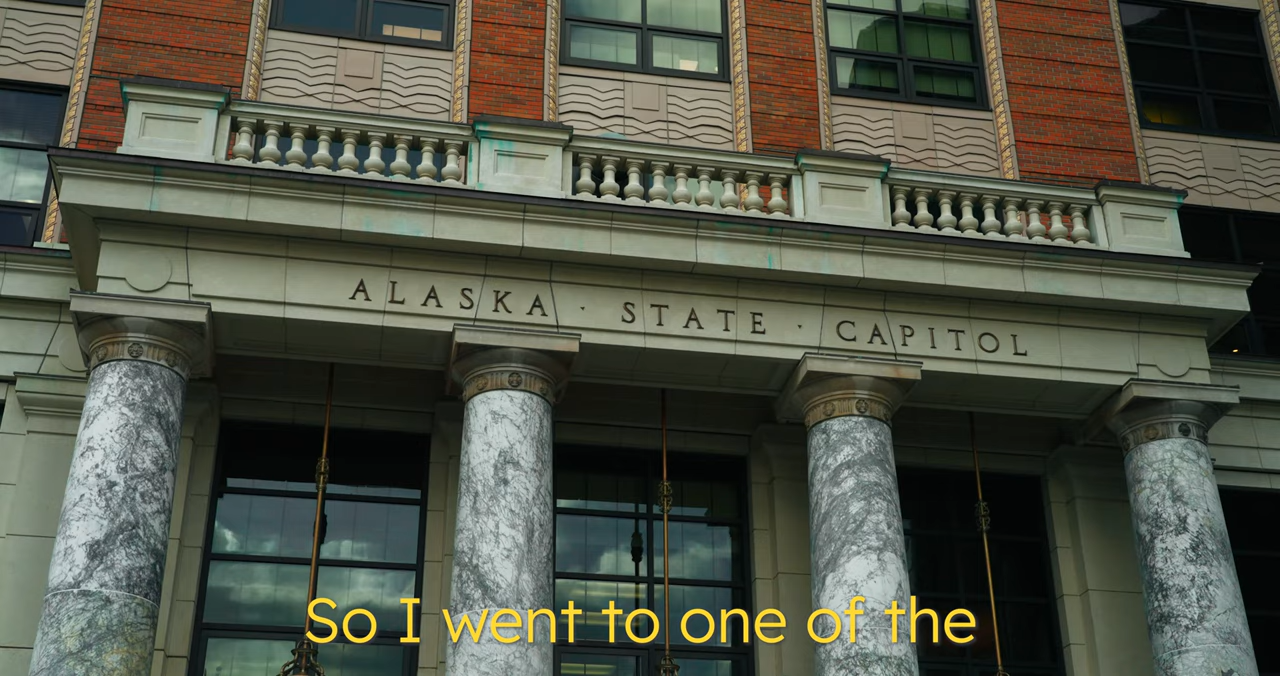 ALASKA · STATE · CAPITOL
So I went to one of the